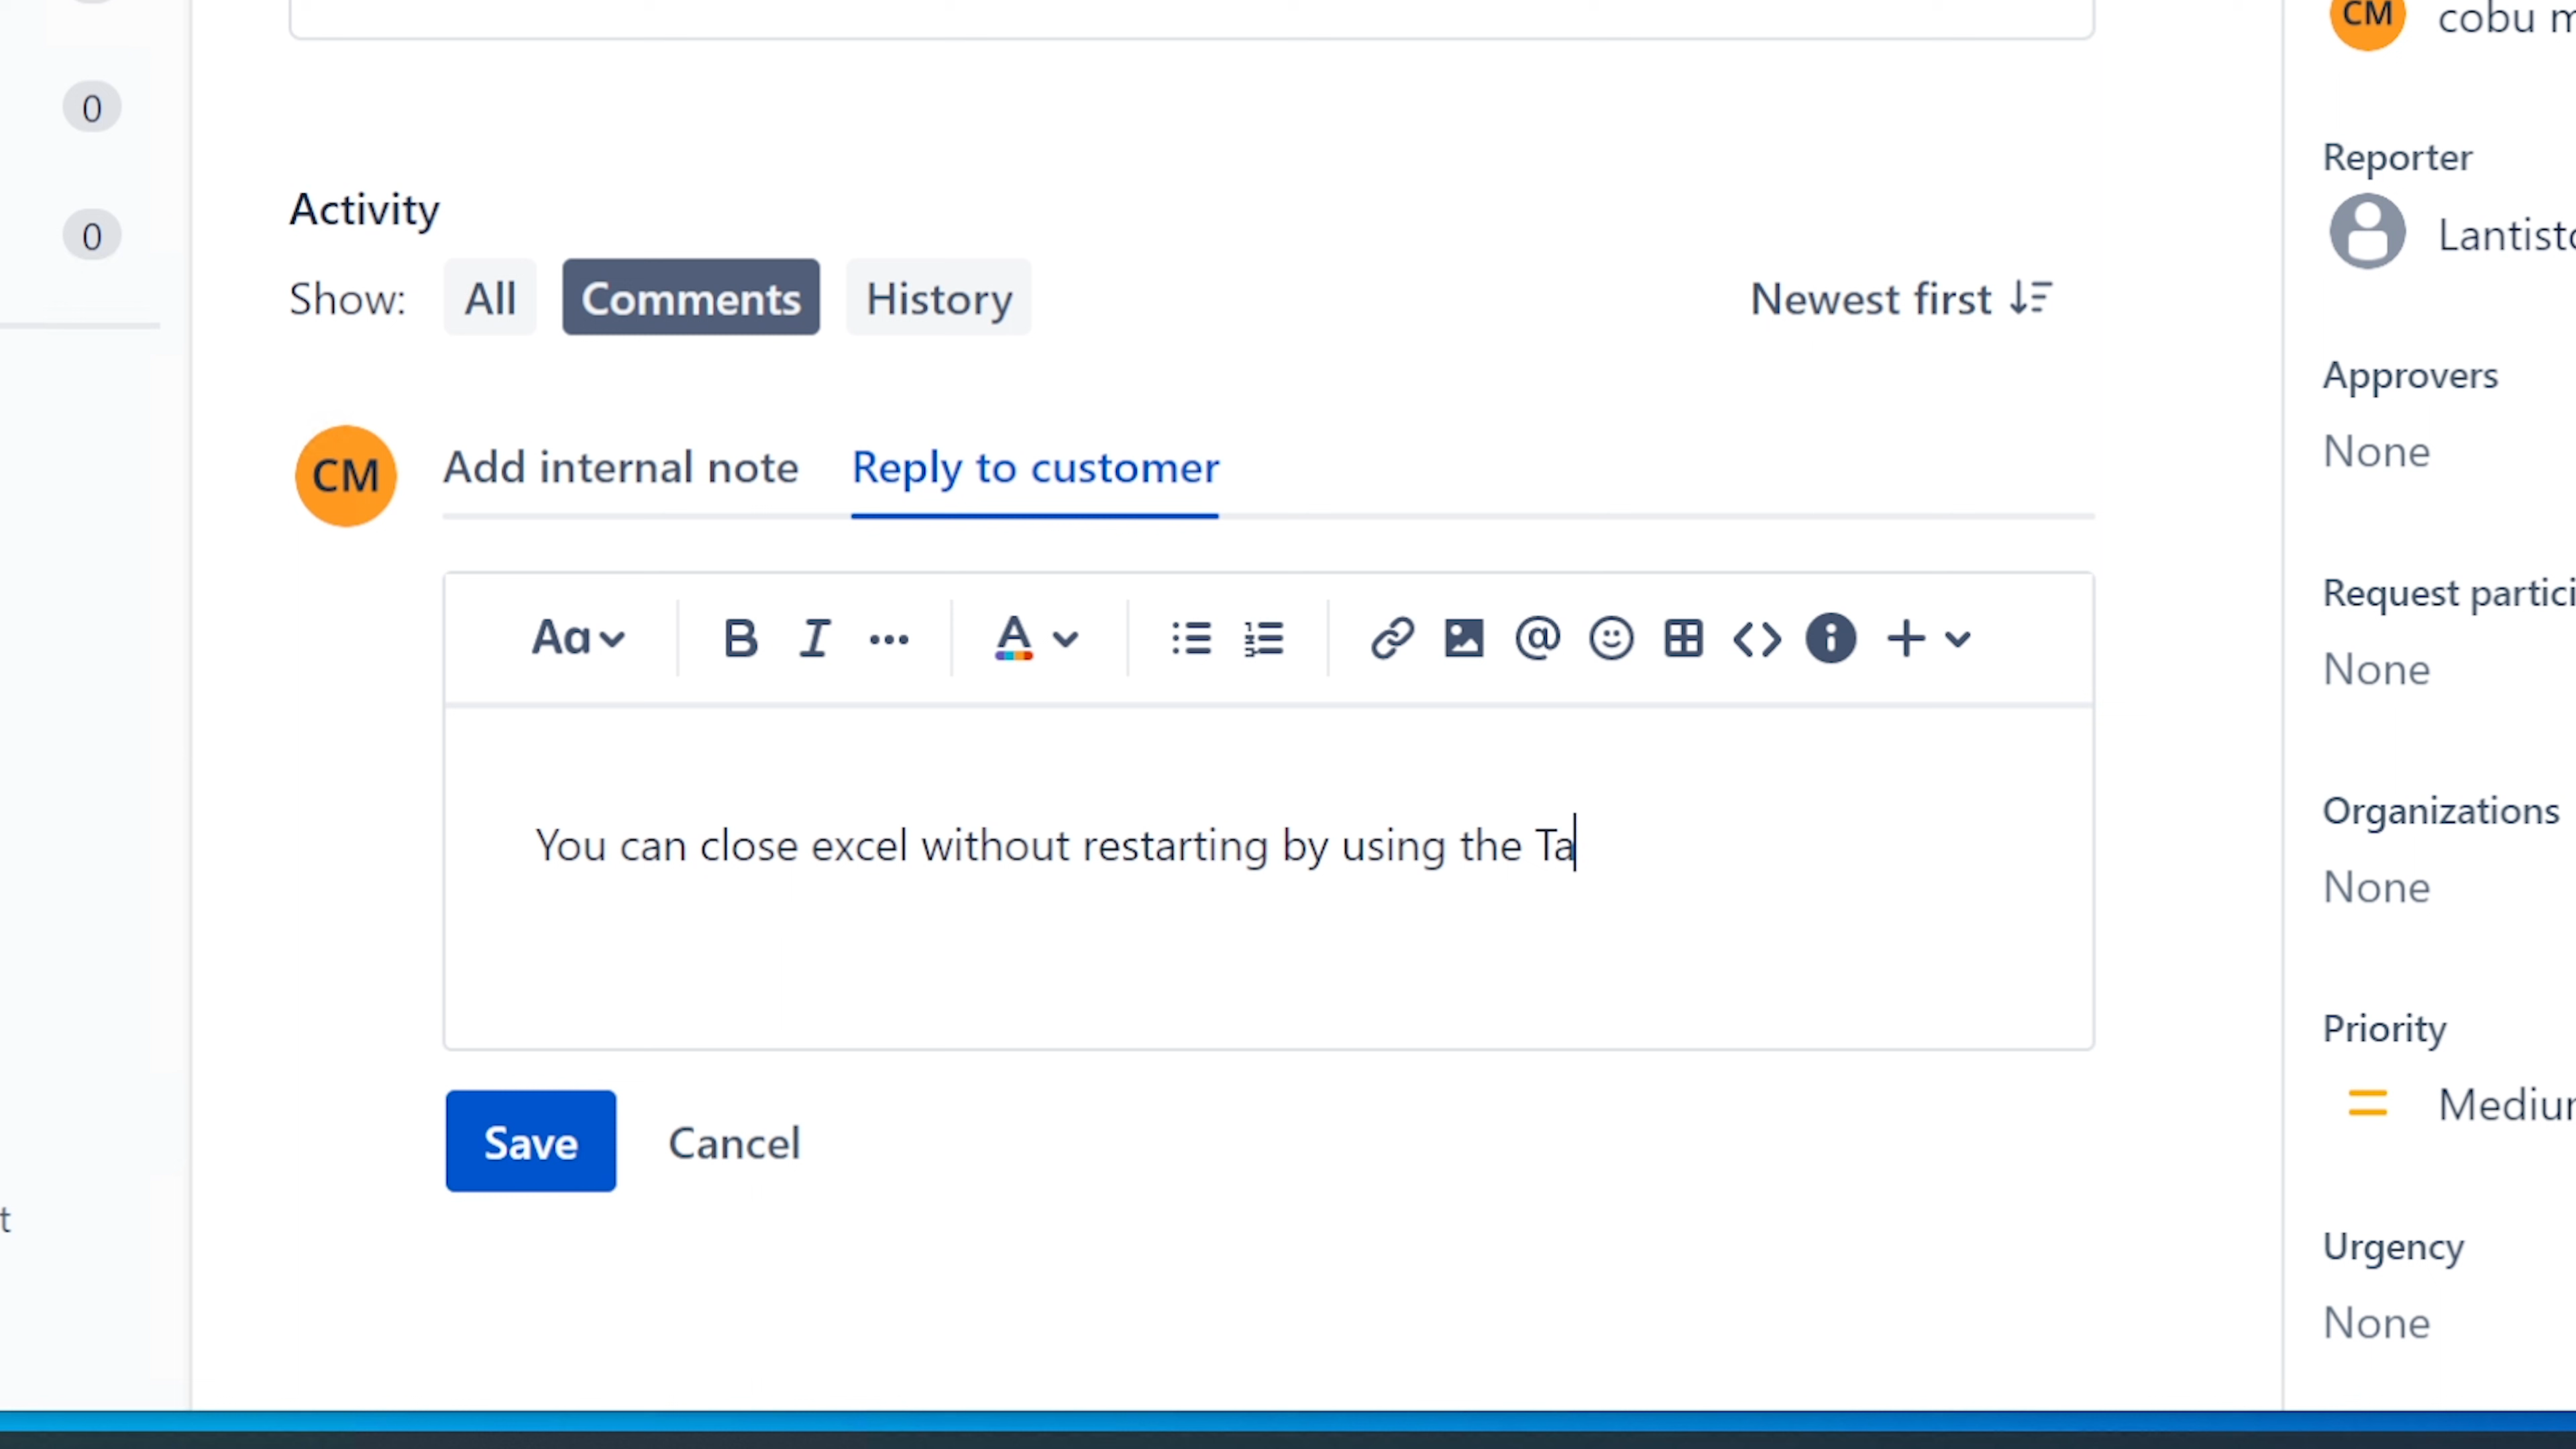 CM cobu
0
Reporter
Activity
0
Show: All Comments History Newest first
Approvers
CM Add internal note Reply to customer
None
Request
Aa B I ... A @ <> i +
None
Organizations
You can close excel without restarting by using the Ta
None
Priority
Save Cancel
Urgency
None